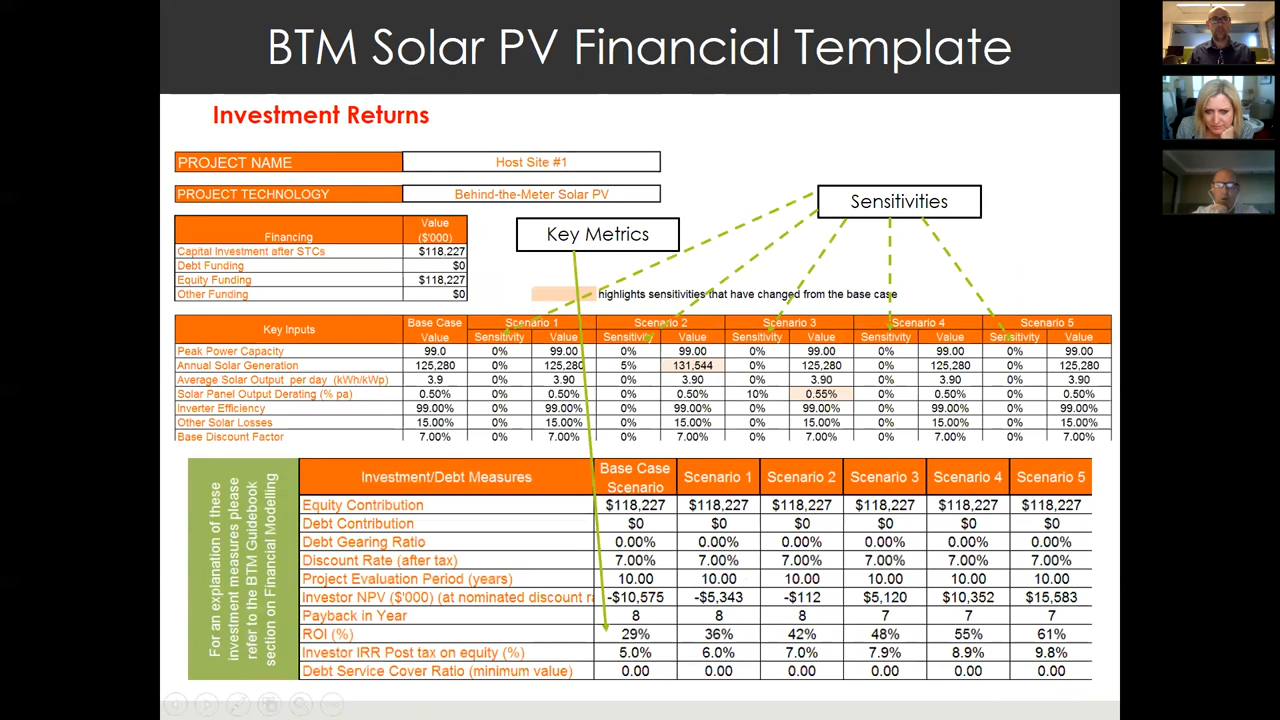 BTM Solar PV Financial Template
Investment Returns
PROJECT NAME Host Site #1
PROJECT TECHNOLOGY Behind-the-Meter Solar PV
Sensitivities
Key Metrics
Financing Value ($'000)
Capital Investment after STCs $118,227
Debt Funding $0
Equity Funding $118,227
Other Funding $0
highlights sensitivities that have changed from the base case
Key Inputs Base Case Scenario 1 Scenario 2 Scenario 3 Scenario 4 Scenario 5
Value Sensitivity Value Sensitivity Value Sensitivity Value Sensitivity Value Sensitivity Value
Peak Power Capacity 99.0 0% 99.00 0% 99.00 0% 99.00 0% 99.00 0% 99.00
Annual Solar Generation 125,280 0% 125,280 5% 131,544 0% 125,280 0% 125,280 0% 125,280
Average Solar Output per day (kWh/kWp) 3.9 0% 3.90 0% 3.90 0% 3.90 0% 3.90 0% 3.90
Solar Panel Output Derating (% pa) 0.50% 0% 0.50% 0% 0.50% 10% 0.55% 0% 0.50% 0% 0.50%
Inverter Efficiency 99.00% 0% 99.00% 0% 99.00% 0% 99.00% 0% 99.00% 0% 99.00%
Other Solar Losses 15.00% 0% 15.00% 0% 15.00% 0% 15.00% 0% 15.00% 0% 15.00%
Base Discount Factor 7.00% 0% 7.00% 0% 7.00% 0% 7.00% 0% 7.00% 0% 7.00%
For an explanation of these
investment measures please
refer to the BTM Guidebook
section on Financial Modelling
Investment/Debt Measures Base Case Scenario Scenario 1 Scenario 2 Scenario 3 Scenario 4 Scenario 5
Equity Contribution $118,227 $118,227 $118,227 $118,227 $118,227 $118,227
Debt Contribution $0 $0 $0 $0 $0 $0
Debt Gearing Ratio 0.00% 0.00% 0.00% 0.00% 0.00% 0.00%
Discount Rate (after tax) 7.00% 7.00% 7.00% 7.00% 7.00% 7.00%
Project Evaluation Period (years) 10.00 10.00 10.00 10.00 10.00 10.00
Investor NPV ($'000) (at nominated discount ra -$10,575 -$5,343 -$112 $5,120 $10,352 $15,583
Payback in Year 8 8 8 7 7 7
ROI (%) 29% 36% 42% 48% 55% 61%
Investor IRR Post tax on equity (%) 5.0% 6.0% 7.0% 7.9% 8.9% 9.8%
Debt Service Cover Ratio (minimum value) 0.00 0.00 0.00 0.00 0.00 0.00